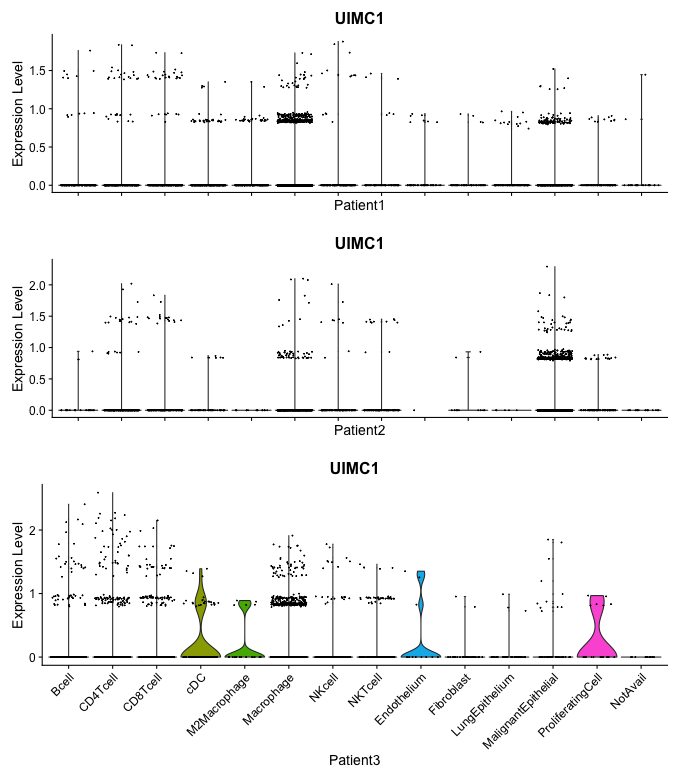 UIMC1
Expression Level
1.5
1.0
0.5
0.0
Patient1
UIMC1
Expression Level
2.0
1.5
1.0
0.5
0.0
Patient2
UIMC1
Expression Level
2
1
0
Bcell
CD4Tcell
CD8Tcell
cDC
M2Macrophage
Macrophage
NKcell
NKTcell
Endothelium
Fibroblast
LungEpithelium
MalignantEpithelial
ProliferatingCell
NotAvail
Patient3